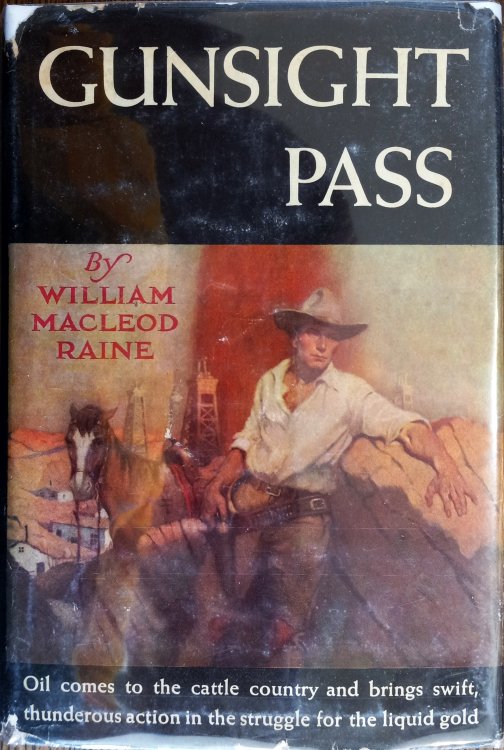 GUNSIGHT
PASS
By
WILLIAM
MACLEOD
RAINE
Oil comes to the cattle country and brings swift,
thunderous action in the struggle for the liquid gold